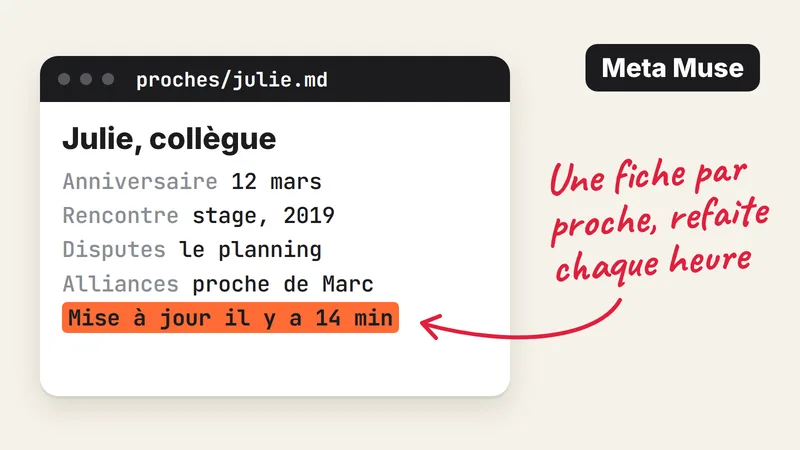 proches/julie.md
Meta Muse
Julie, collègue
Anniversaire 12 mars
Rencontre stage, 2019
Disputes le planning
Alliances proche de Marc
Mise à jour il y a 14 min
Une fiche par
proche, refaite
chaque heure